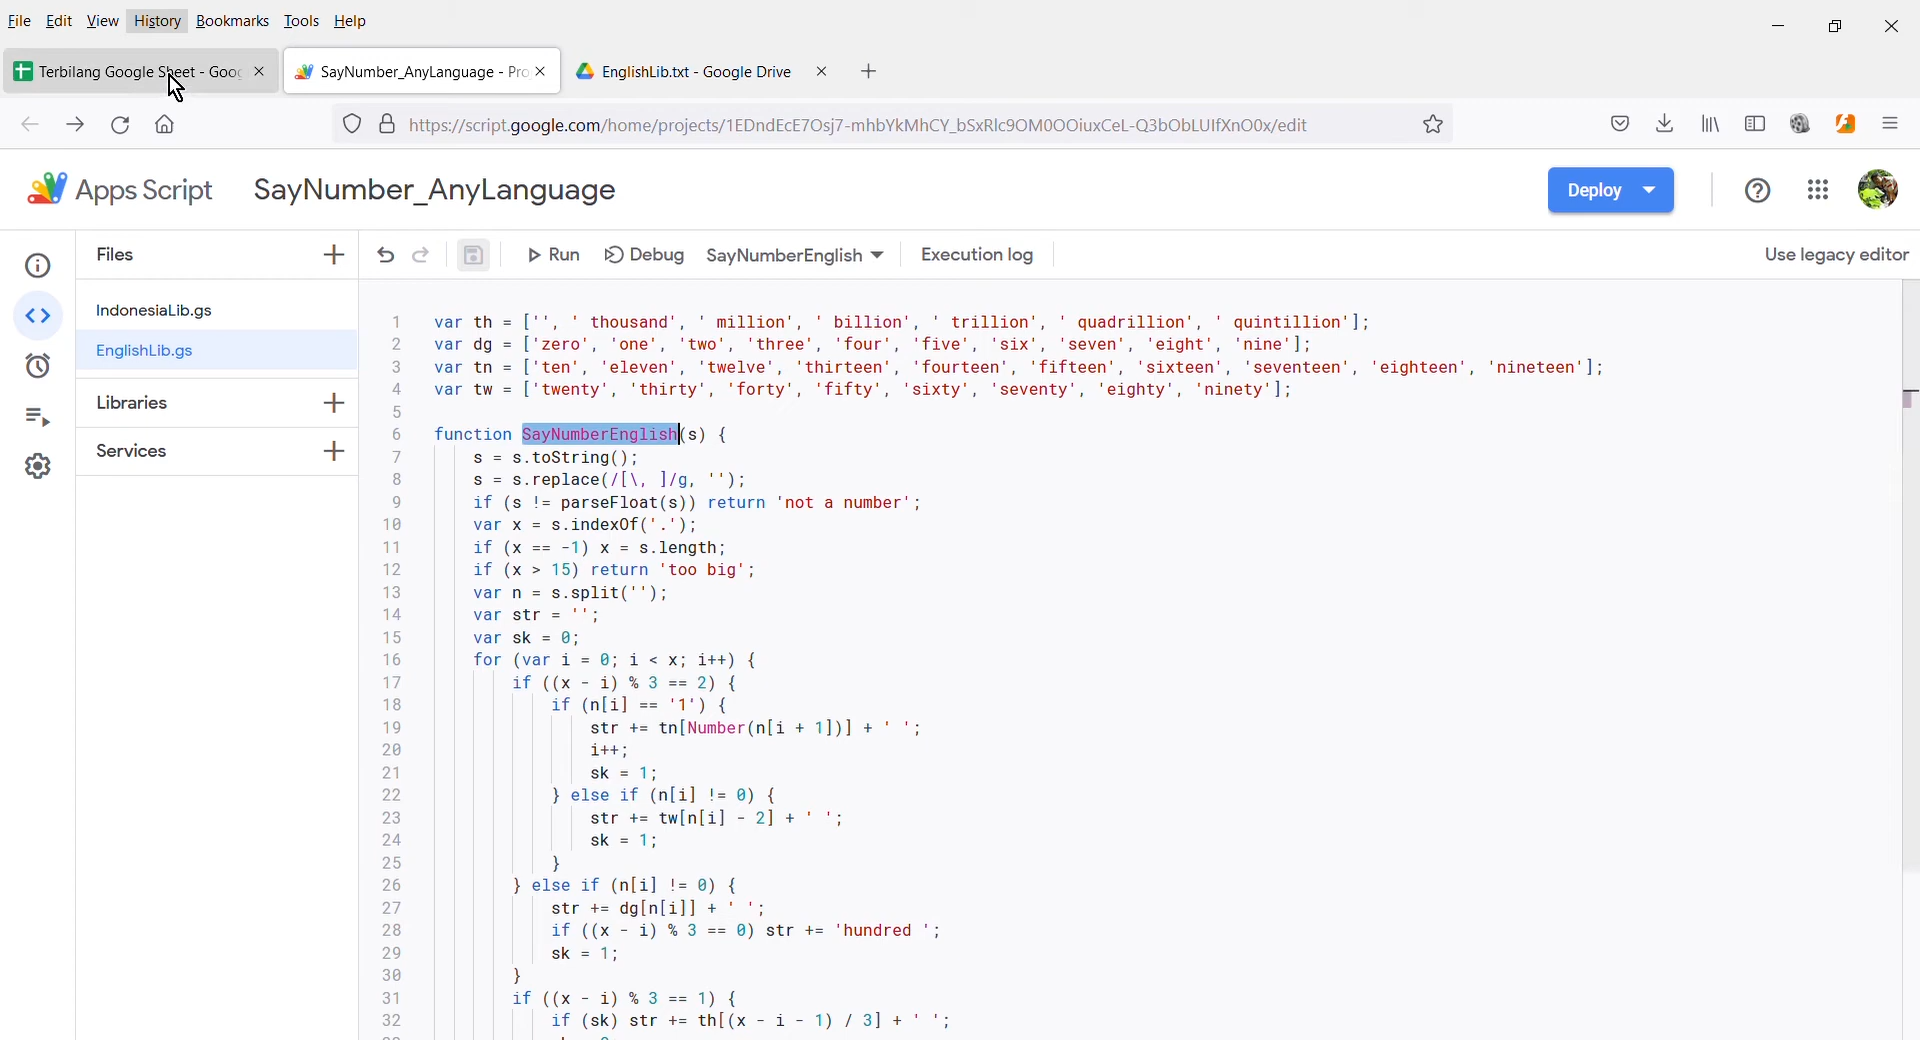 File Edit View History Bookmarks Tools Help
Terbilang Google Sheet - Goog
SayNumber_AnyLanguage - Pro
EnglishLib.txt - Google Drive
https://script.google.com/home/projects/1EDndEcE7Osj7-mhbYkMhCY_bSxRlc9OM0OOiuxCeL-Q3bObLUIfXnO0x/edit
Apps Script SayNumber_AnyLanguage Deploy
Files
Run Debug SayNumberEnglish Execution log Use legacy editor
IndonesiaLib.gs
EnglishLib.gs
Libraries
Services
1 var th = ['', ' thousand', ' million', ' billion', ' trillion', ' quadrillion', ' quintillion'];
2 var dg = ['zero', 'one', 'two', 'three', 'four', 'five', 'six', 'seven', 'eight', 'nine'];
3 var tn = ['ten', 'eleven', 'twelve', 'thirteen', 'fourteen', 'fifteen', 'sixteen', 'seventeen', 'eighteen', 'nineteen'];
4 var tw = ['twenty', 'thirty', 'forty', 'fifty', 'sixty', 'seventy', 'eighty', 'ninety'];
5
6 function SayNumberEnglish(s) {
7 s = s.toString();
8 s = s.replace(/[\, ]/g, '');
9 if (s != parseFloat(s)) return 'not a number';
10 var x = s.indexOf('.');
11 if (x == -1) x = s.length;
12 if (x > 15) return 'too big';
13 var n = s.split('');
14 var str = '';
15 var sk = 0;
16 for (var i = 0; i < x; i++) {
17 if ((x - i) % 3 == 2) {
18 if (n[i] == '1') {
19 str += tn[Number(n[i + 1])] + ' ';
20 i++;
21 sk = 1;
22 } else if (n[i] != 0) {
23 str += tw[n[i] - 2] + ' ';
24 sk = 1;
25 }
26 } else if (n[i] != 0) {
27 str += dg[n[i]] + ' ';
28 if ((x - i) % 3 == 0) str += 'hundred ';
29 sk = 1;
30 }
31 if ((x - i) % 3 == 1) {
32 if (sk) str += th[(x - i - 1) / 3] + ' ';